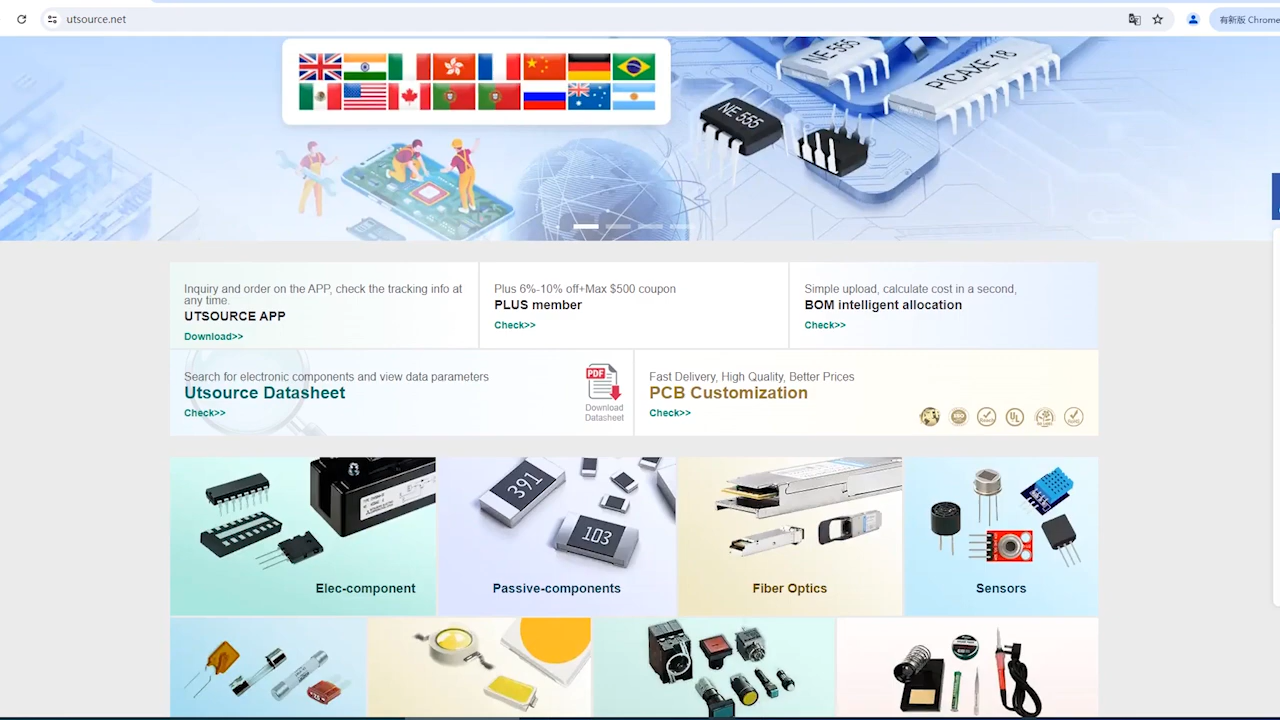 utsource.net
有新版 Chrome
NE 555
PICAXE-18
NE 555
Inquiry and order on the APP, check the tracking info at
any time.
UTSOURCE APP
Download>>
Plus 6%-10% off+Max $500 coupon
PLUS member
Check>>
Simple upload, calculate cost in a second,
BOM intelligent allocation
Check>>
Search for electronic components and view data parameters
Utsource Datasheet
Check>>
PDF
Download
Datasheet
Fast Delivery, High Quality, Better Prices
PCB Customization
Check>>
UL
391
103
Elec-component
Passive-components
Fiber Optics
Sensors